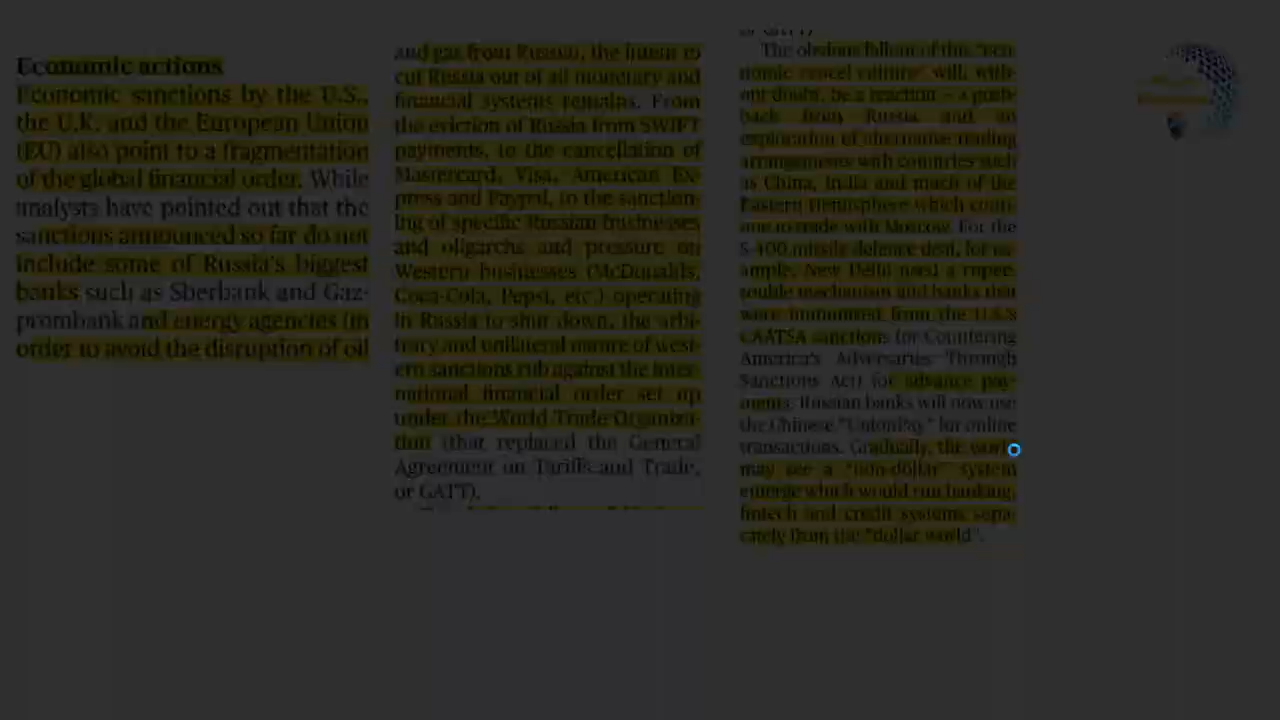 Economic actions
Economic sanctions by the U.S.,
the U.K. and the European Union
(EU) also point to a fragmentation
of the global financial order. While
analysts have pointed out that the
sanctions announced so far do not
include some of Russia's biggest
banks such as Sberbank and Gaz-
prombank and energy agencies (in
order to avoid the disruption of oil
and gas from Russia), the intent to
cut Russia out of all monetary and
financial systems remains. From
the eviction of Russia from SWIFT
payments, to the cancellation of
Mastercard, Visa, American Ex-
press and Paypal, to the sanction-
ing of specific Russian businesses
and oligarchs and pressure on
Western businesses (McDonalds,
Coca-Cola, Pepsi, etc.) operating
in Russia to shut down, the arbi-
trary and unilateral nature of west-
ern sanctions rub against the inter-
national financial order set up
under the World Trade Organiza-
tion (that replaced the General
Agreement on Tariffs and Trade,
or GATT).
or GATT)
The obvious fallout of this "eco-
nomic cancel culture" will, with-
out doubt, be a reaction – a push-
back from Russia and an
exploration of alternative trading
arrangements with countries such
as China, India and much of the
Eastern Hemisphere which conti-
nue to trade with Moscow. For the
S-400 missile defence deal, for ex-
ample, New Delhi used a rupee-
rouble mechanism and banks that
were immunised from the U.S.'s
CAATSA sanctions (or Countering
America's Adversaries Through
Sanctions Act) for advance pay-
ments. Russian banks will now use
the Chinese "UnionPay" for online
transactions. Gradually, the world
may see a "non-dollar" system
emerge which would run banking,
fintech and credit systems sepa-
rately from the "dollar world".